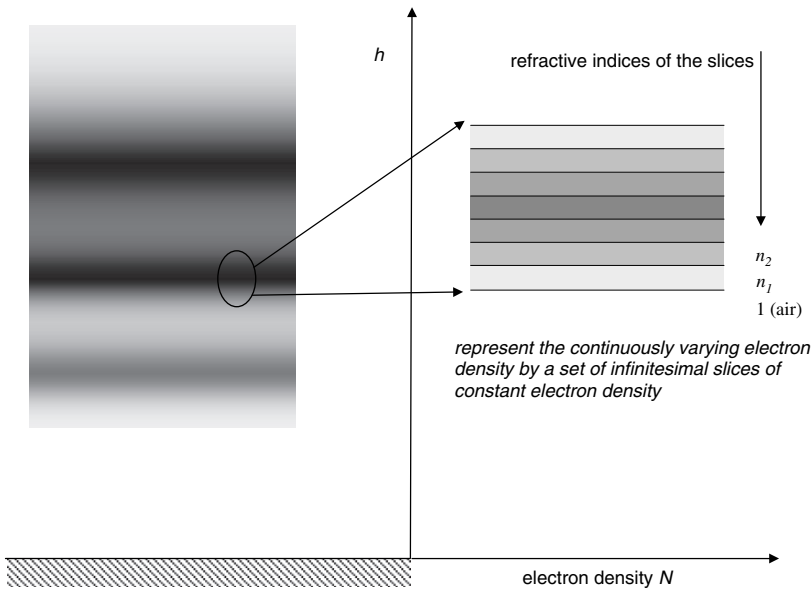 h
refractive indices of the slices
n2
n1
1 (air)
represent the continuously varying electron
density by a set of infinitesimal slices of
constant electron density
electron density N